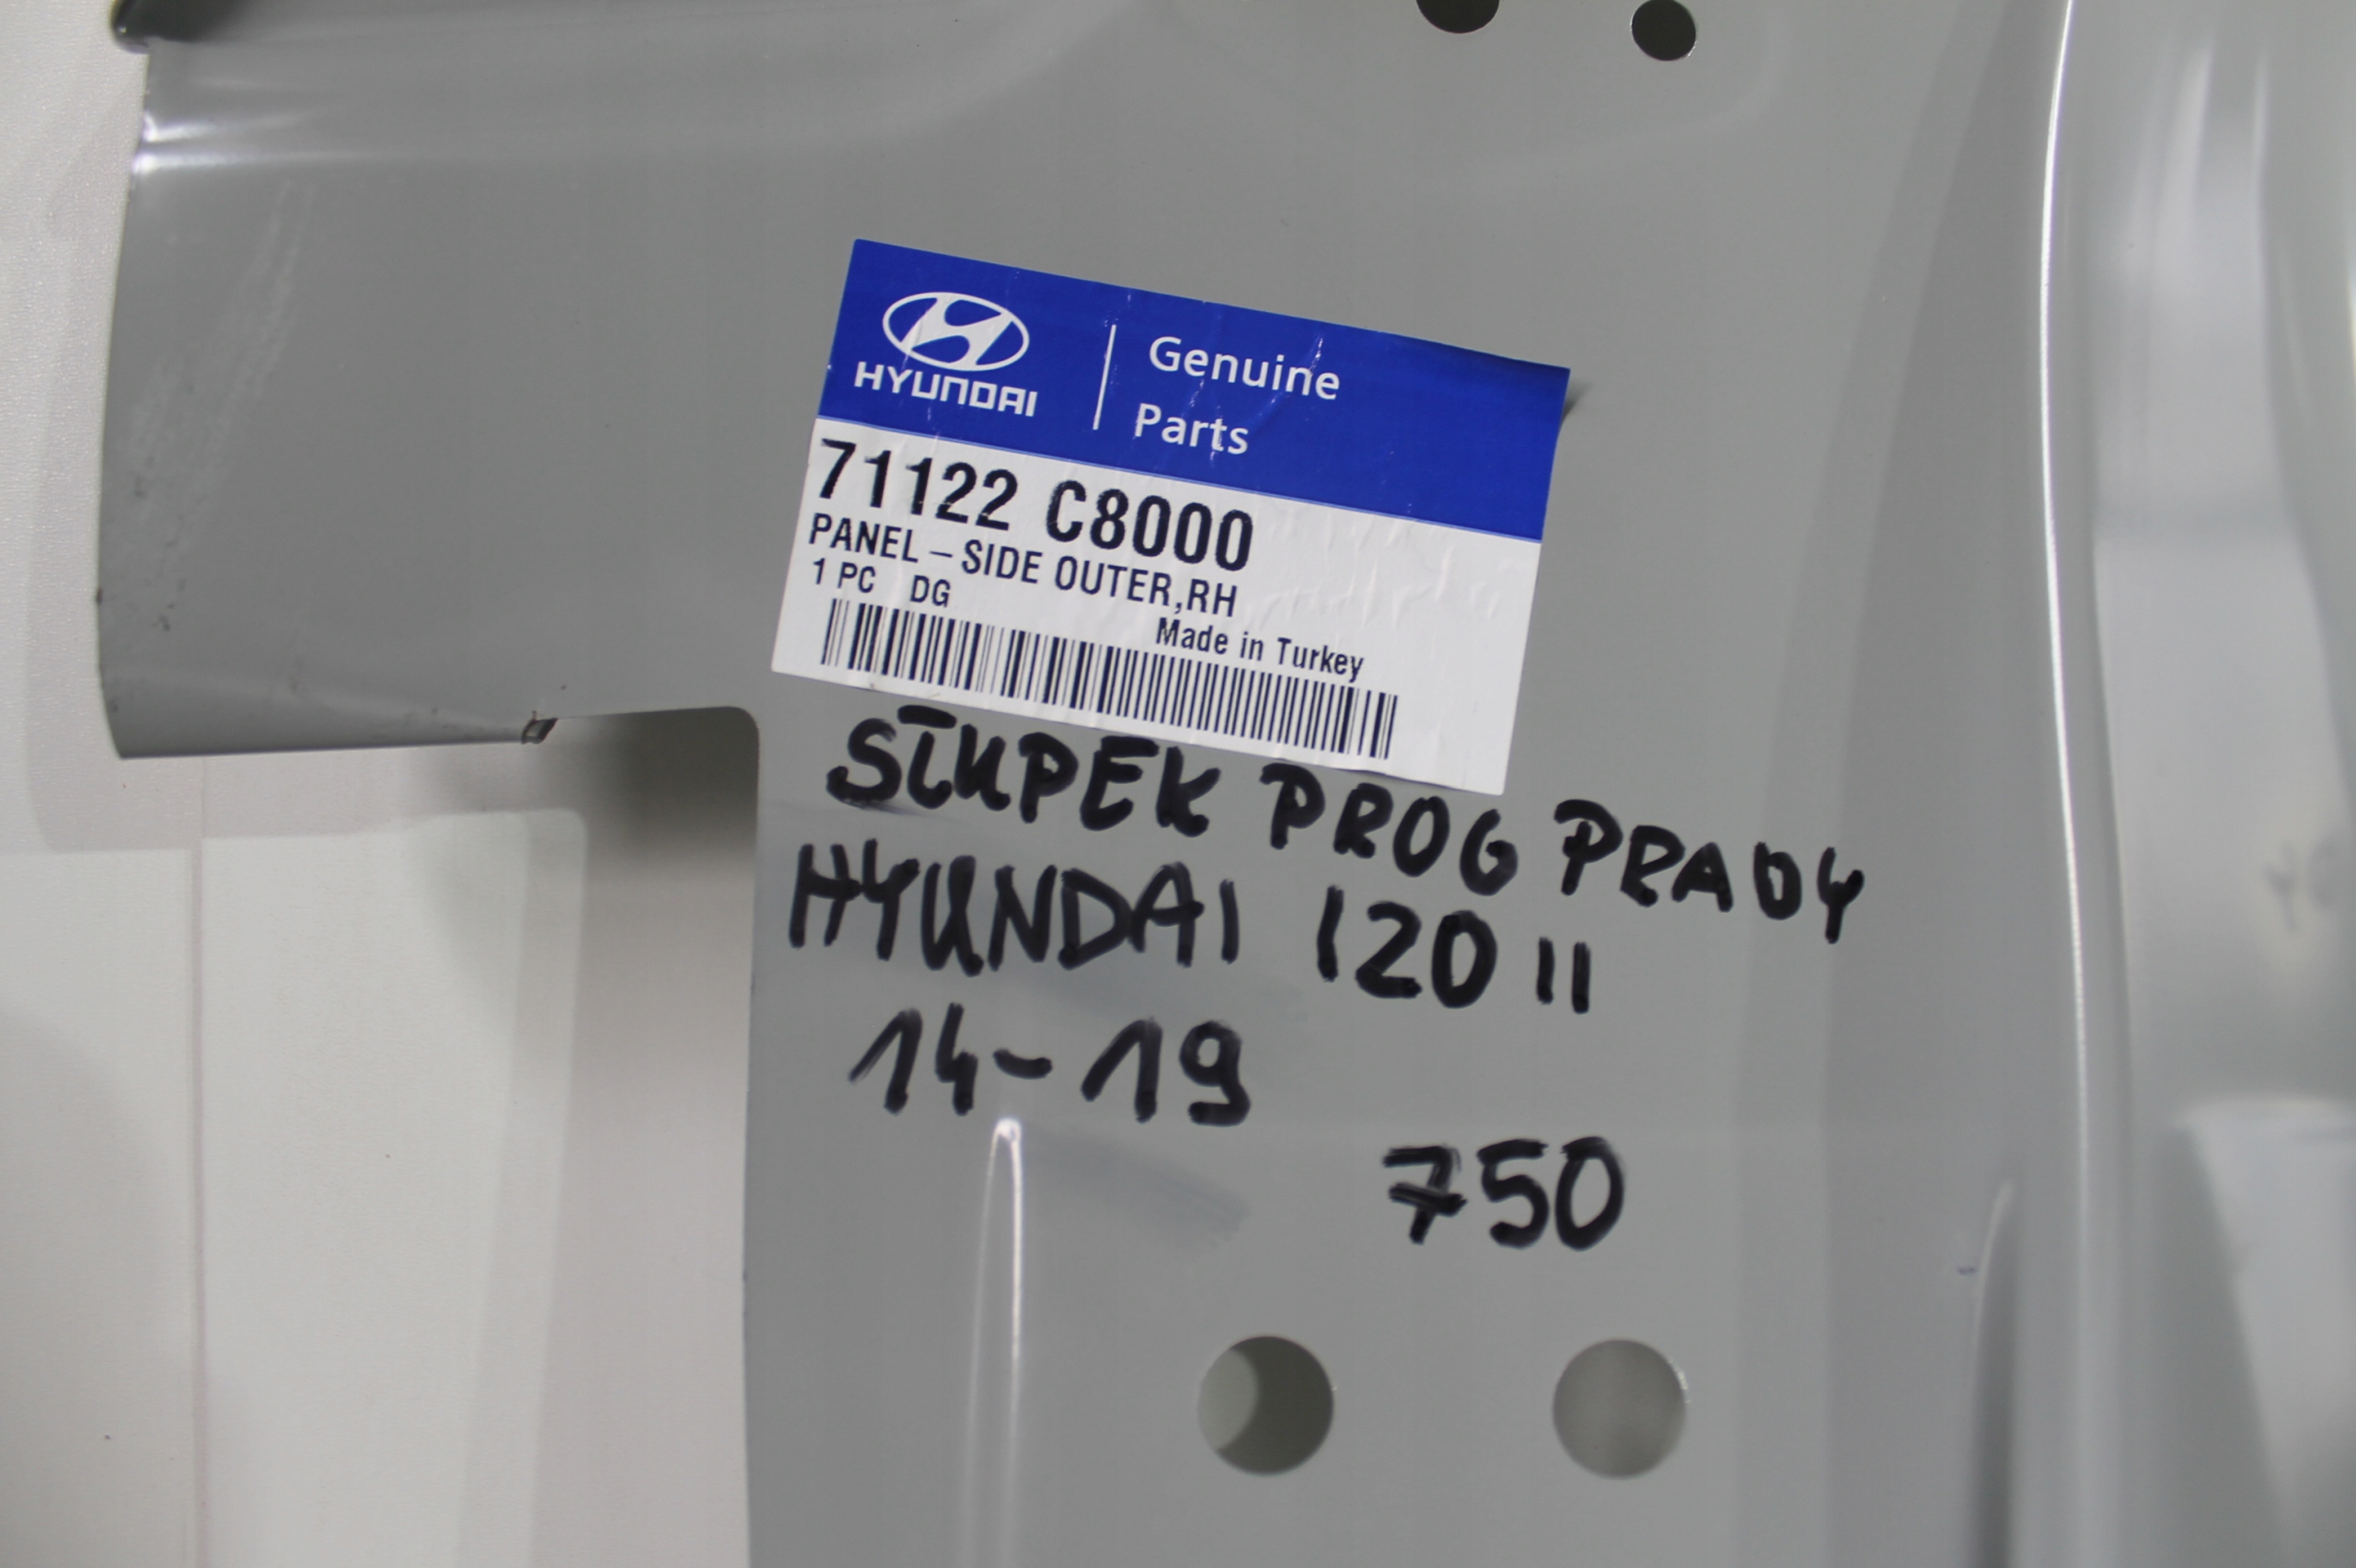 HYUNDAI
Genuine
Parts
71122 C8000
PANEL – SIDE OUTER,RH
1 PC DG
Made in Turkey
SŁUPEK PROG PRADY
HYUNDAI I20 II
14-19
750